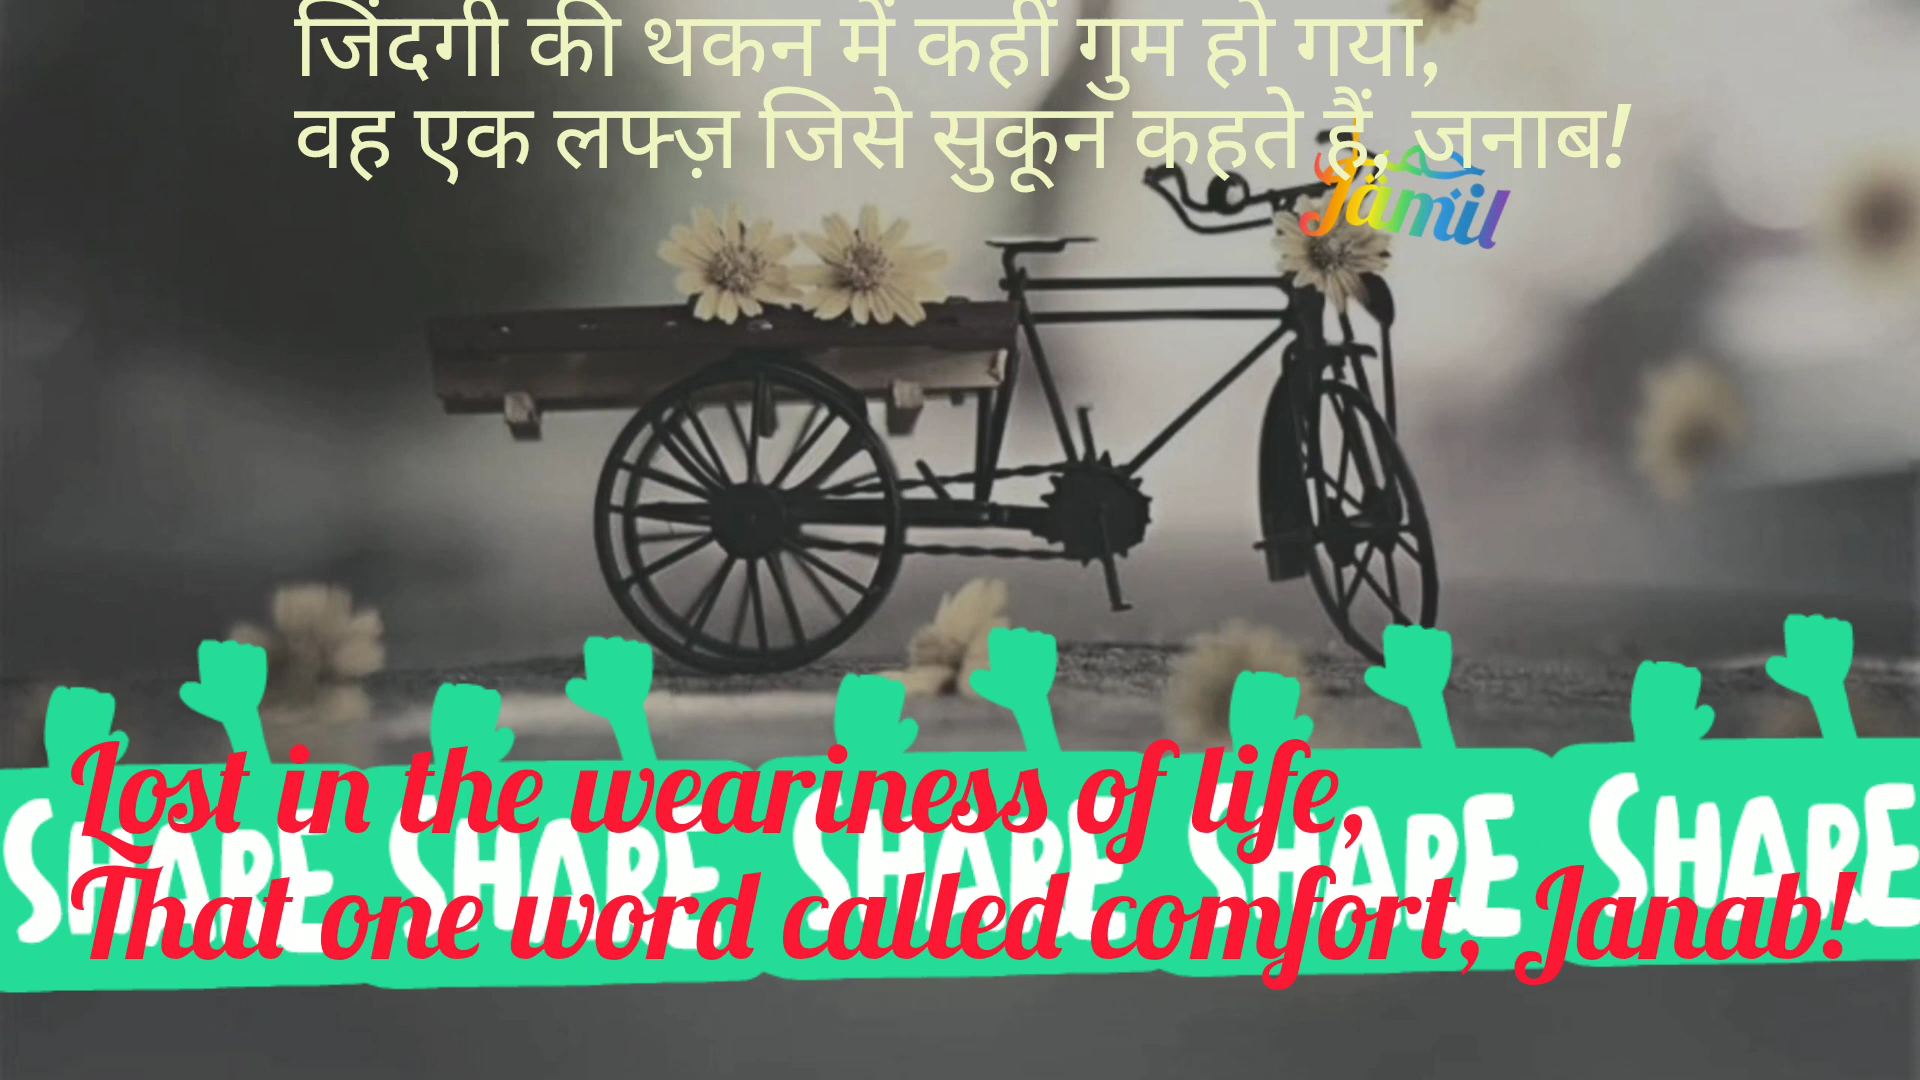 जिंदगी की थकन में कहीं गुम हो गया,
वह एक लफ्ज़ जिसे सुकून कहते हैं, जनाब!
Jamil
Lost in the weariness of life,
That one word called comfort, Janab!
SHARE SHARE SHARE SHARE SHARE